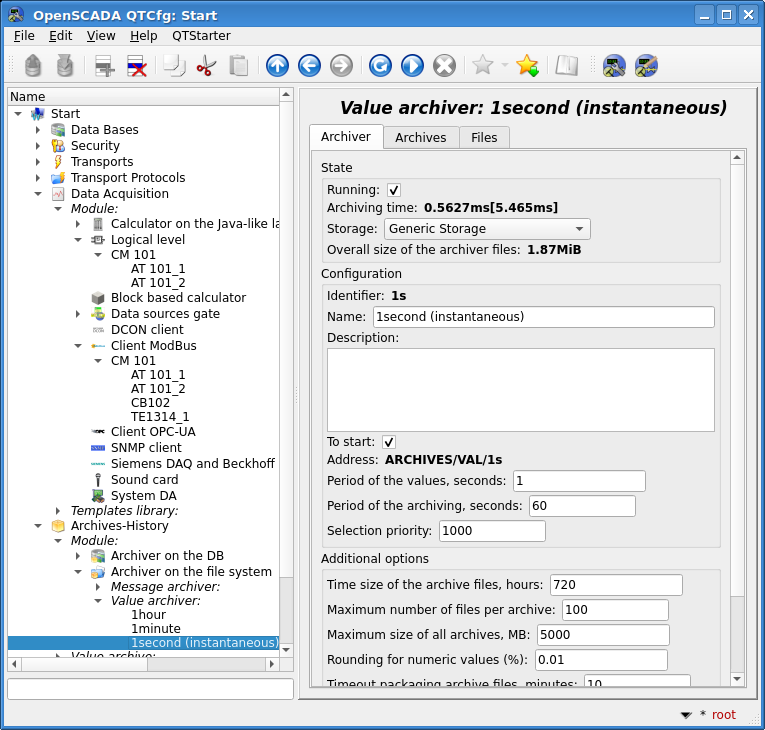 OpenSCADA QTCfg: Start
File Edit View Help QTStarter
Name
Start
Data Bases
Security
Transports
Transport Protocols
Data Acquisition
Module:
Calculator on the Java-like la
Logical level
CM 101
AT 101_1
AT 101_2
Block based calculator
Data sources gate
DCON client
Client ModBus
CM 101
AT 101_1
AT 101_2
CB102
TE1314_1
Client OPC-UA
SNMP client
Siemens DAQ and Beckhoff
Sound card
System DA
Templates library:
Archives-History
Module:
Archiver on the DB
Archiver on the file system
Message archiver:
Value archiver:
1hour
1minute
1second (instantaneous)
Value archive:
Value archiver: 1second (instantaneous)
Archiver Archives Files
State
Running:
Archiving time: 0.5627ms[5.465ms]
Storage: Generic Storage
Overall size of the archiver files: 1.87MiB
Configuration
Identifier: 1s
Name: 1second (instantaneous)
Description:
To start:
Address: ARCHIVES/VAL/1s
Period of the values, seconds: 1
Period of the archiving, seconds: 60
Selection priority: 1000
Additional options
Time size of the archive files, hours: 720
Maximum number of files per archive: 100
Maximum size of all archives, MB: 5000
Rounding for numeric values (%): 0.01
Timeout packaging archive files, minutes: 10
* root